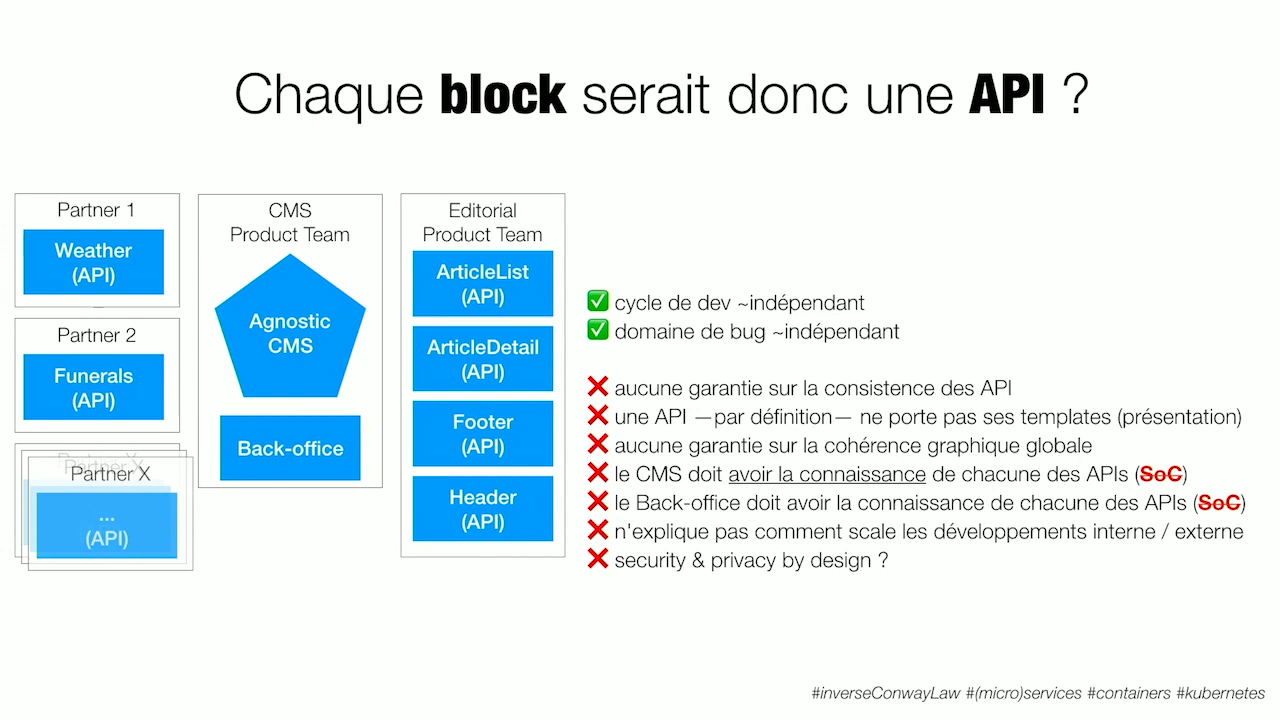 Chaque block serait donc une API ?
Partner 1
Weather
(API)
Partner 2
Funerals
(API)
Partner X
Partner X
...
(API)
CMS
Product Team
Agnostic
CMS
Back-office
Editorial
Product Team
ArticleList
(API)
ArticleDetail
(API)
Footer
(API)
Header
(API)
✅ cycle de dev ~indépendant
✅ domaine de bug ~indépendant
❌ aucune garantie sur la consistence des API
❌ une API —par définition— ne porte pas ses templates (présentation)
❌ aucune garantie sur la cohérence graphique globale
❌ le CMS doit avoir la connaissance de chacune des APIs (SoC)
❌ le Back-office doit avoir la connaissance de chacune des APIs (SoC)
❌ n'explique pas comment scale les développements interne / externe
❌ security & privacy by design ?
#inverseConwayLaw #(micro)services #containers #kubernetes